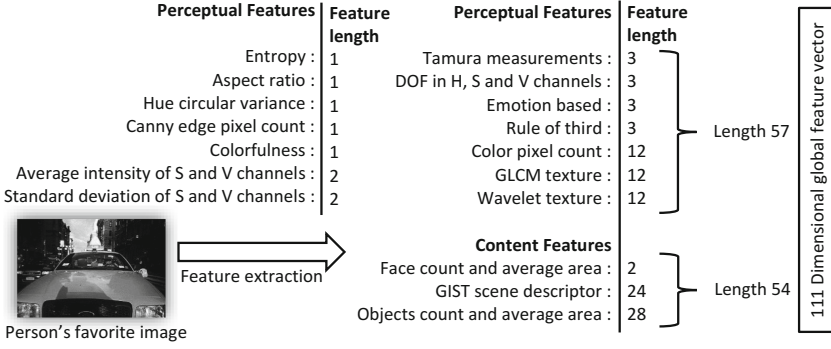 Perceptual Features Feature length
Entropy : 1
Aspect ratio : 1
Hue circular variance : 1
Canny edge pixel count : 1
Colorfulness : 1
Average intensity of S and V channels : 2
Standard deviation of S and V channels : 2
Perceptual Features Feature length
Tamura measurements : 3
DOF in H, S and V channels : 3
Emotion based : 3
Rule of third : 3
Color pixel count : 12
GLCM texture : 12
Wavelet texture : 12
Length 57
Content Features
Face count and average area : 2
GIST scene descriptor : 24
Objects count and average area : 28
Length 54
111 Dimensional global feature vector
Feature extraction
Person's favorite image